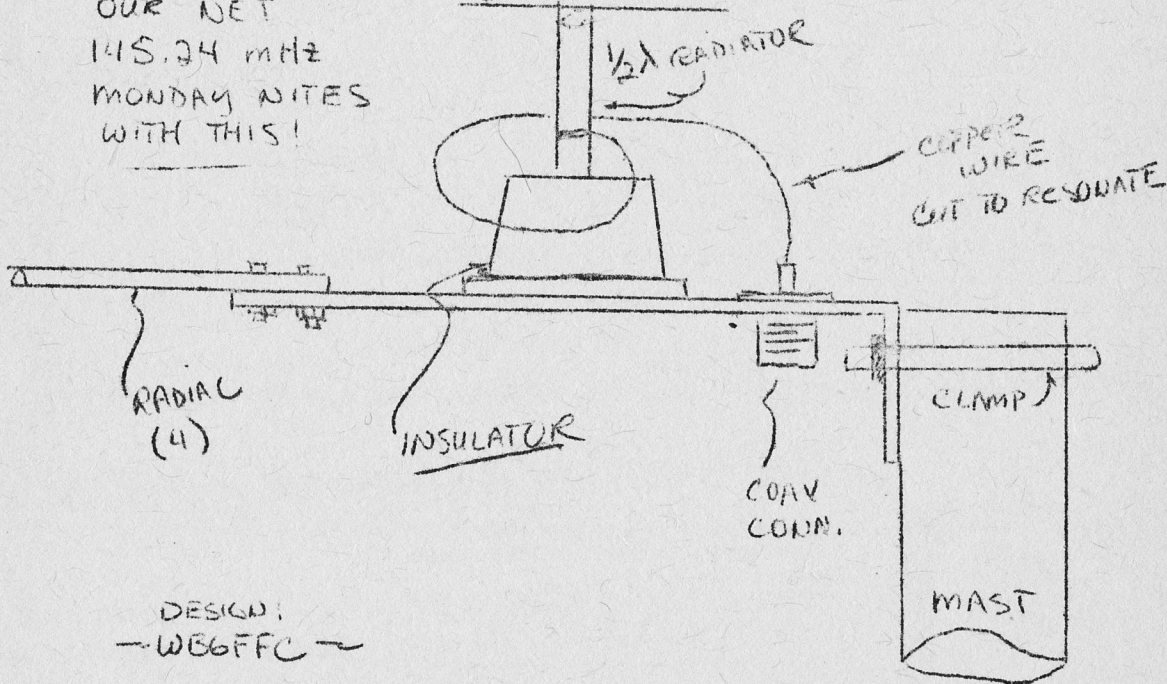 OUR NET
145.24 mHz
MONDAY NITES
WITH THIS!
1/2λ RADIATOR
COPPER
WIRE
CUT TO RESONATE
RADIAL
(4)
INSULATOR
CLAMP
COAX
CONN.
MAST
DESIGN:
-WB6FFC-